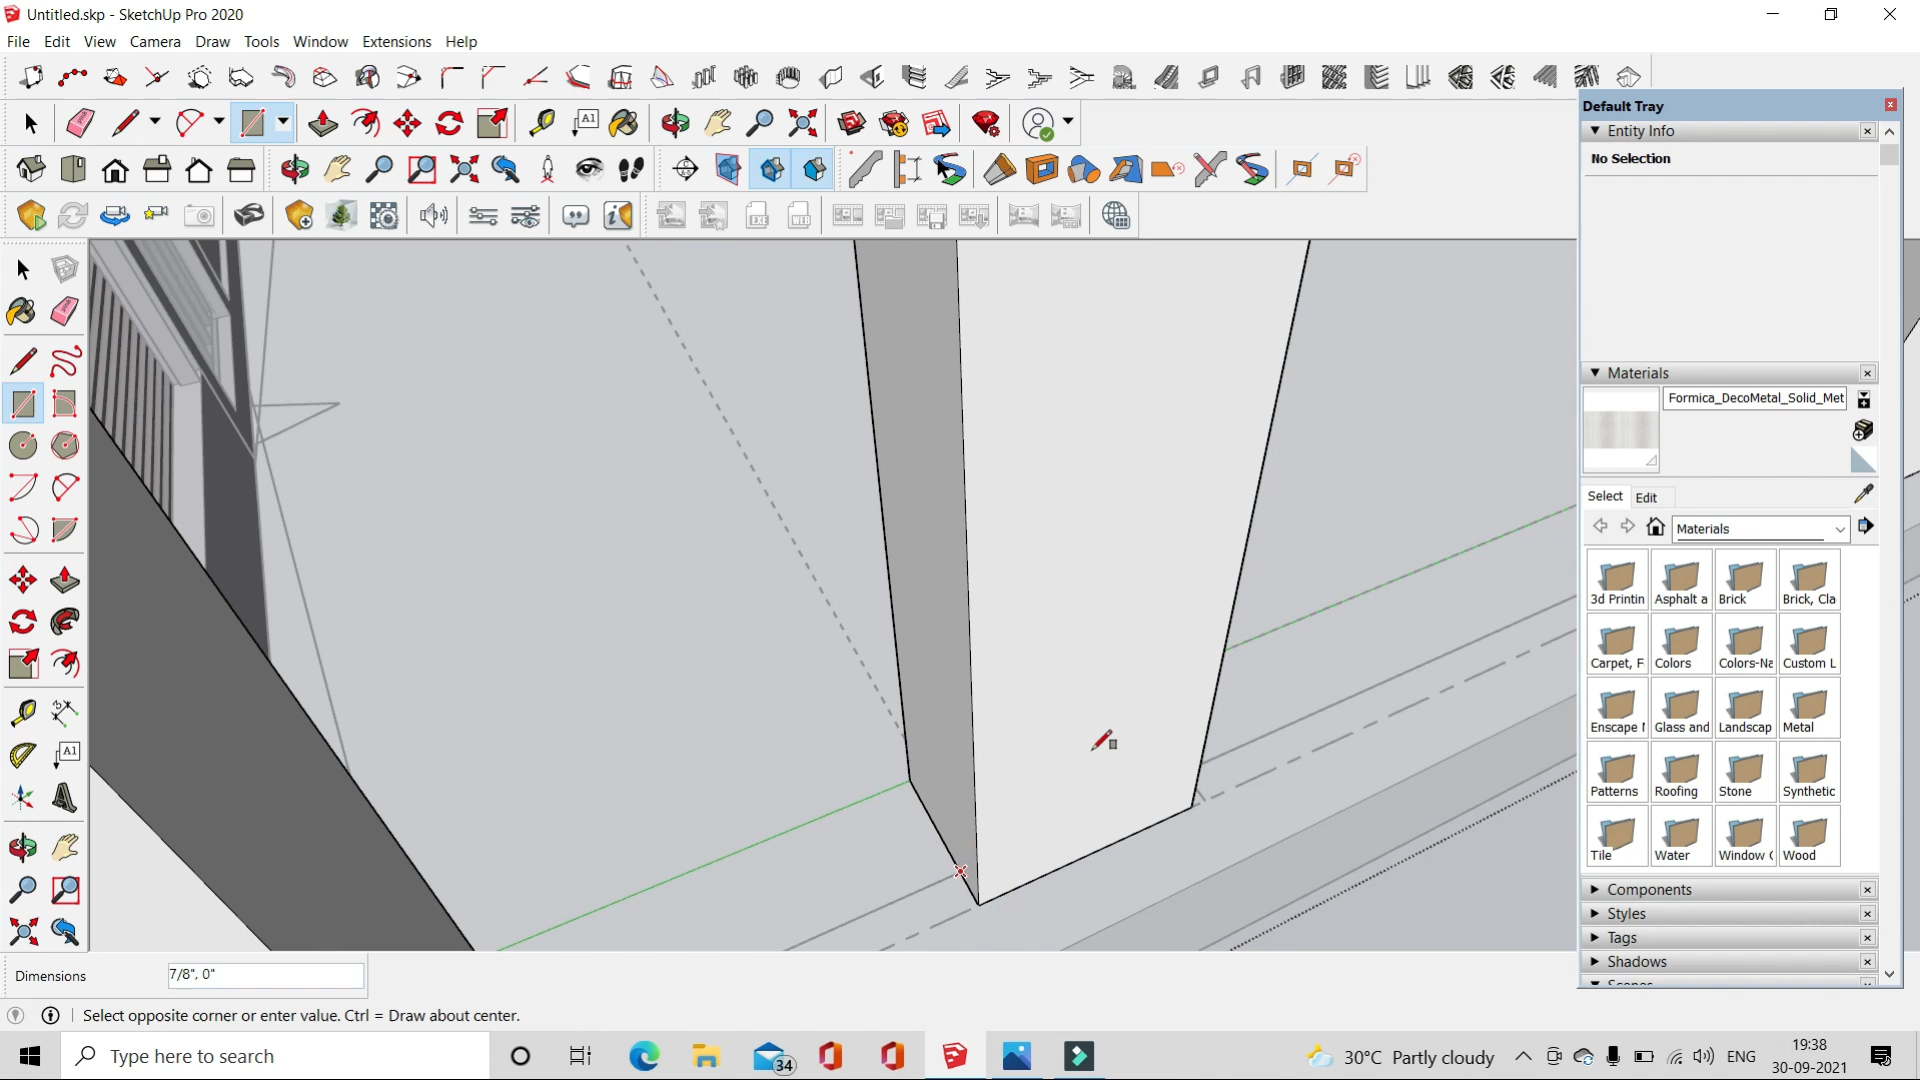 Untitled.skp - SketchUp Pro 2020
File Edit View Camera Draw Tools Window Extensions Help
Default Tray
Entity Info
No Selection
Materials
Formica_DecoMetal_Solid_Met
Select Edit
Materials
3d Printin Asphalt a Brick Brick, Cla
Carpet, F Colors Colors-Na Custom L
Enscape M Glass and Landscap Metal
Patterns Roofing Stone Synthetic
Tile Water Window C Wood
Components
Styles
Tags
Shadows
Scenes
Dimensions 7/8", 0"
Select opposite corner or enter value. Ctrl = Draw about center.
Type here to search
34
30°C Partly cloudy
ENG
19:38
30-09-2021